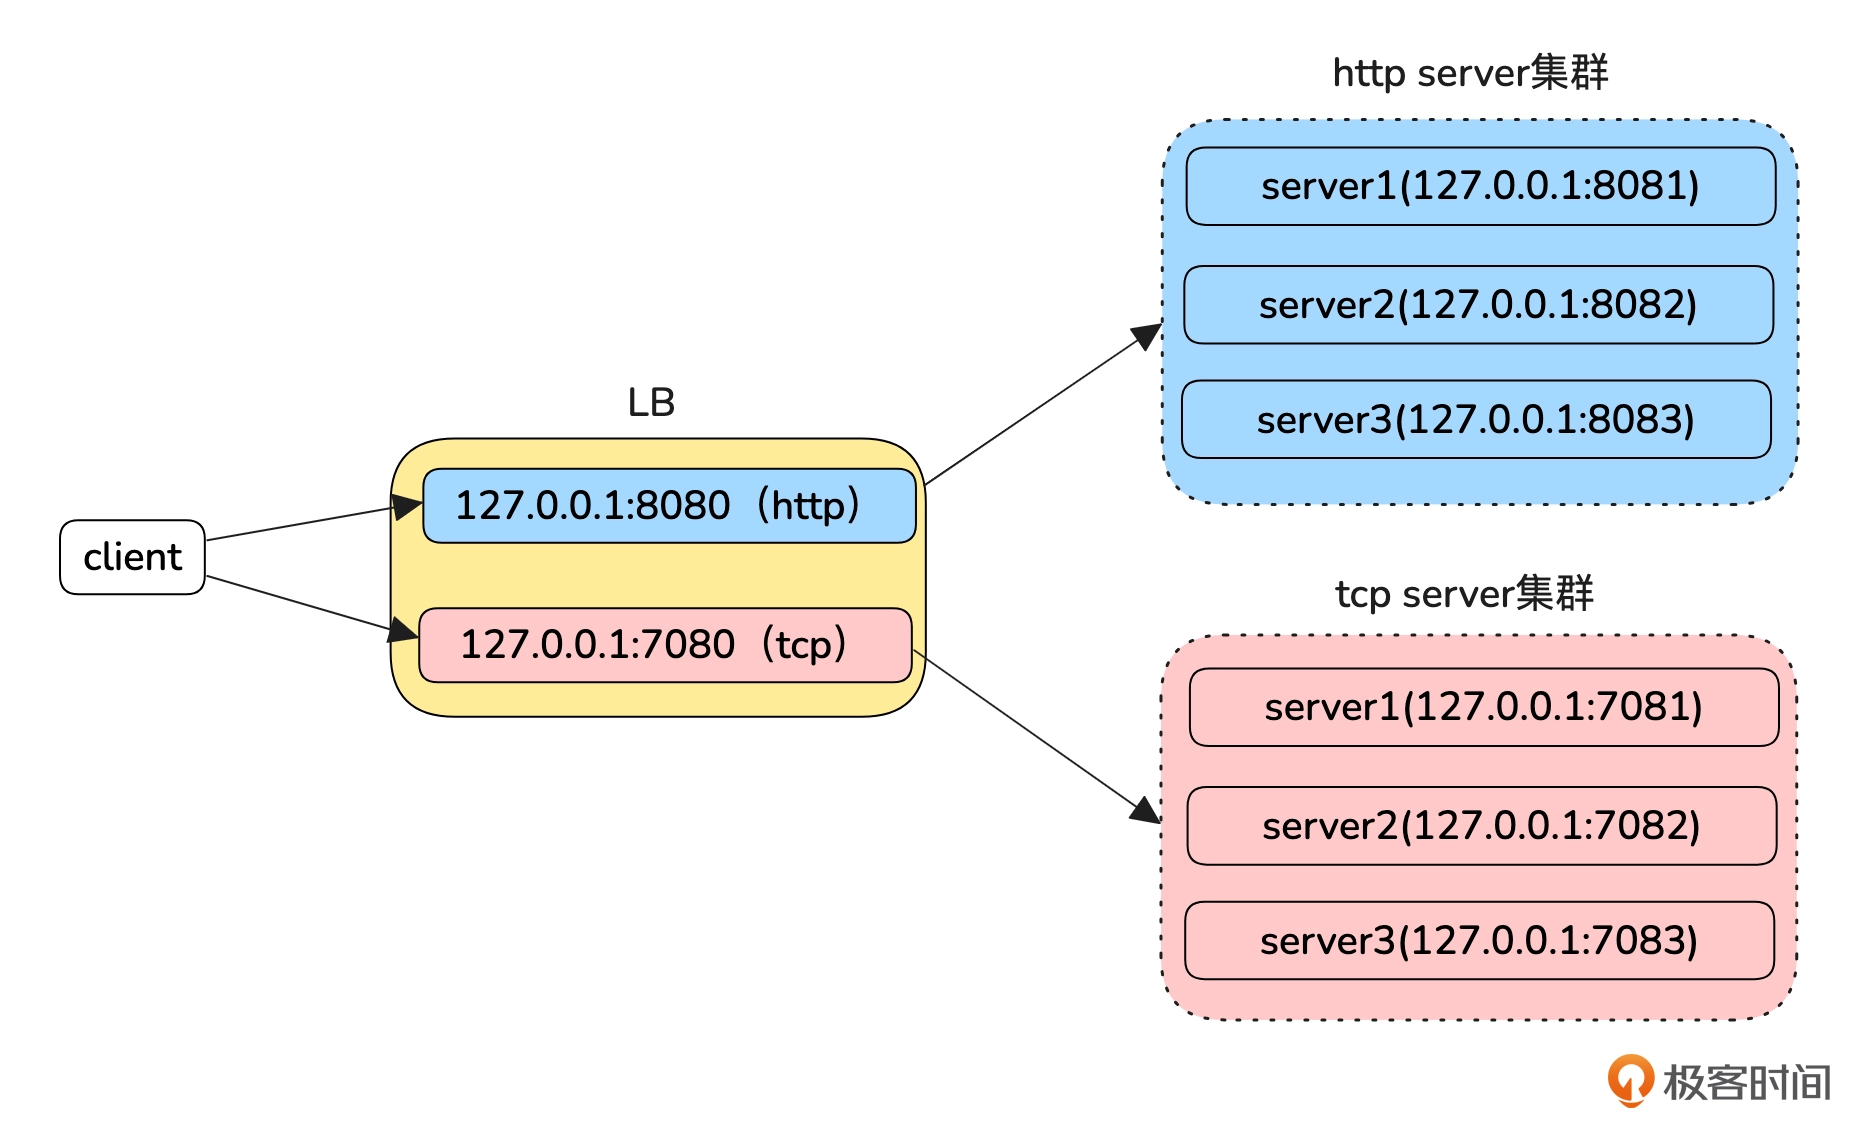 http server集群
server1(127.0.0.1:8081)
server2(127.0.0.1:8082)
server3(127.0.0.1:8083)
LB
127.0.0.1:8080（http）
client
127.0.0.1:7080（tcp）
tcp server集群
server1(127.0.0.1:7081)
server2(127.0.0.1:7082)
server3(127.0.0.1:7083)
极客时间